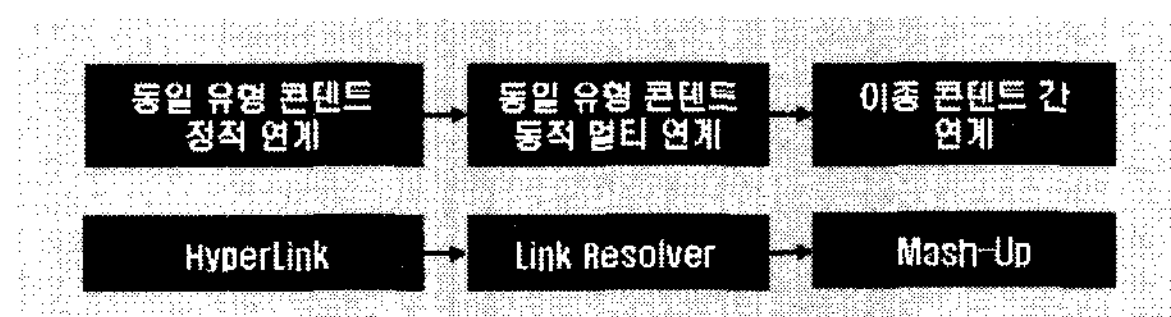 동일 유형 콘텐트
정적 연계
동일 유형 콘텐트
동적 멀티 연계
이종 콘텐트 간
연계
HyperLink
Link Resolver
Mash-Up